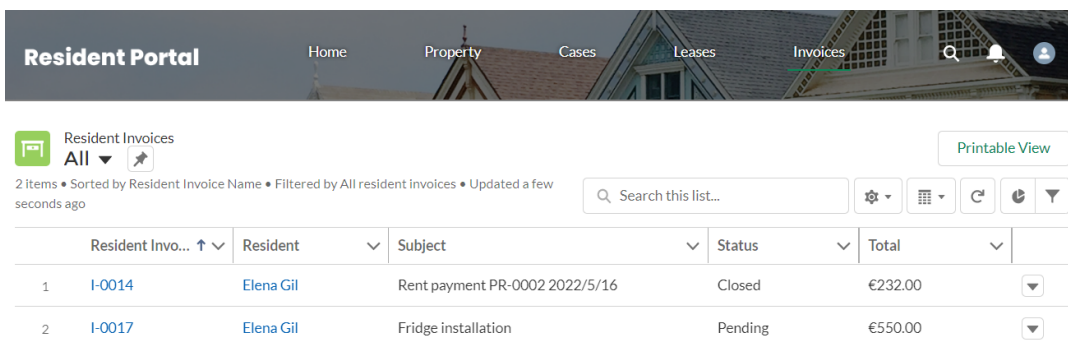 Resident Portal Home Property Cases Leases Invoices
Resident Invoices
All
Printable View
2 items • Sorted by Resident Invoice Name • Filtered by All resident invoices • Updated a few
seconds ago
Search this list...
Resident Invo... Resident Subject Status Total
1 I-0014 Elena Gil Rent payment PR-0002 2022/5/16 Closed €232.00
2 I-0017 Elena Gil Fridge installation Pending €550.00